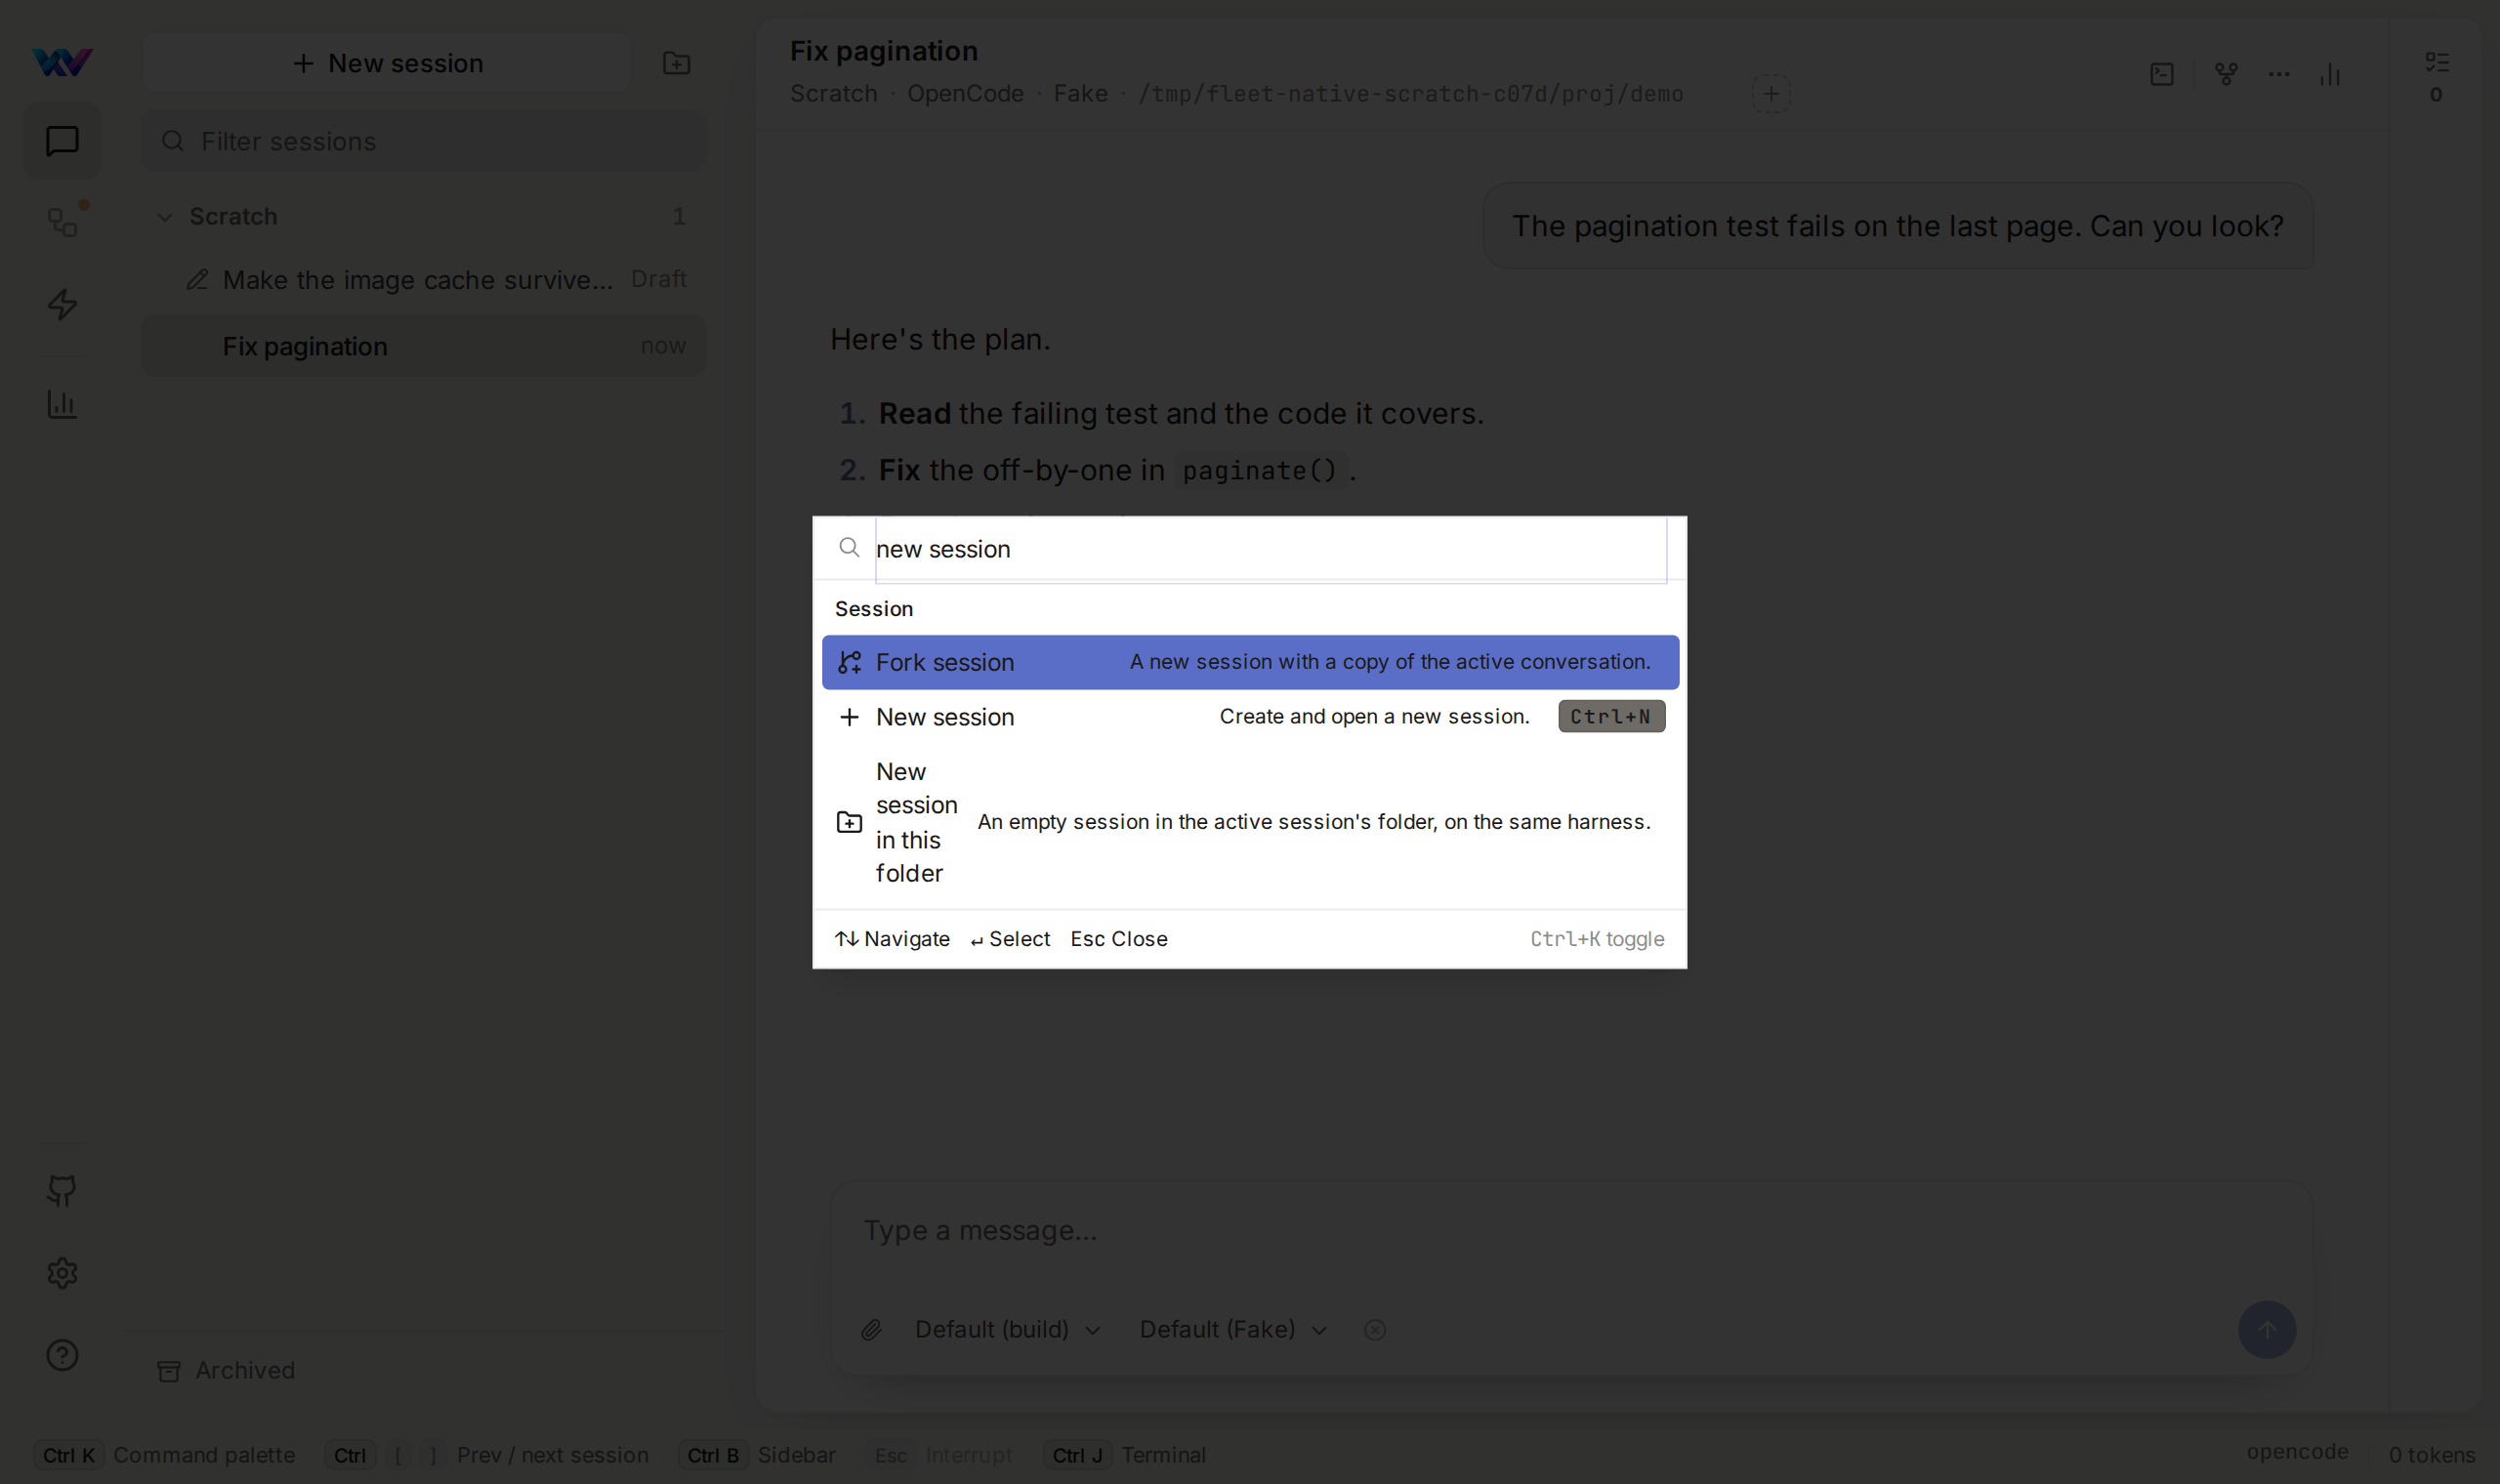 New session
Filter sessions
Scratch 1
Make the image cache survive... Draft
Fix pagination now
Archived
Fix pagination
Scratch · OpenCode · Fake · /tmp/fleet-native-scratch-c07d/proj/demo
0
The pagination test fails on the last page. Can you look?
Here's the plan.
1. Read the failing test and the code it covers.
2. Fix the off-by-one in paginate().
new session
Session
Fork session A new session with a copy of the active conversation.
New session Create and open a new session. Ctrl+N
New
session
in this
folder
An empty session in the active session's folder, on the same harness.
↑↓ Navigate ↵ Select Esc Close Ctrl+K toggle
Type a message...
Default (build) Default (Fake)
Ctrl K Command palette Ctrl [ ] Prev / next session Ctrl B Sidebar Esc Interrupt Ctrl J Terminal opencode 0 tokens